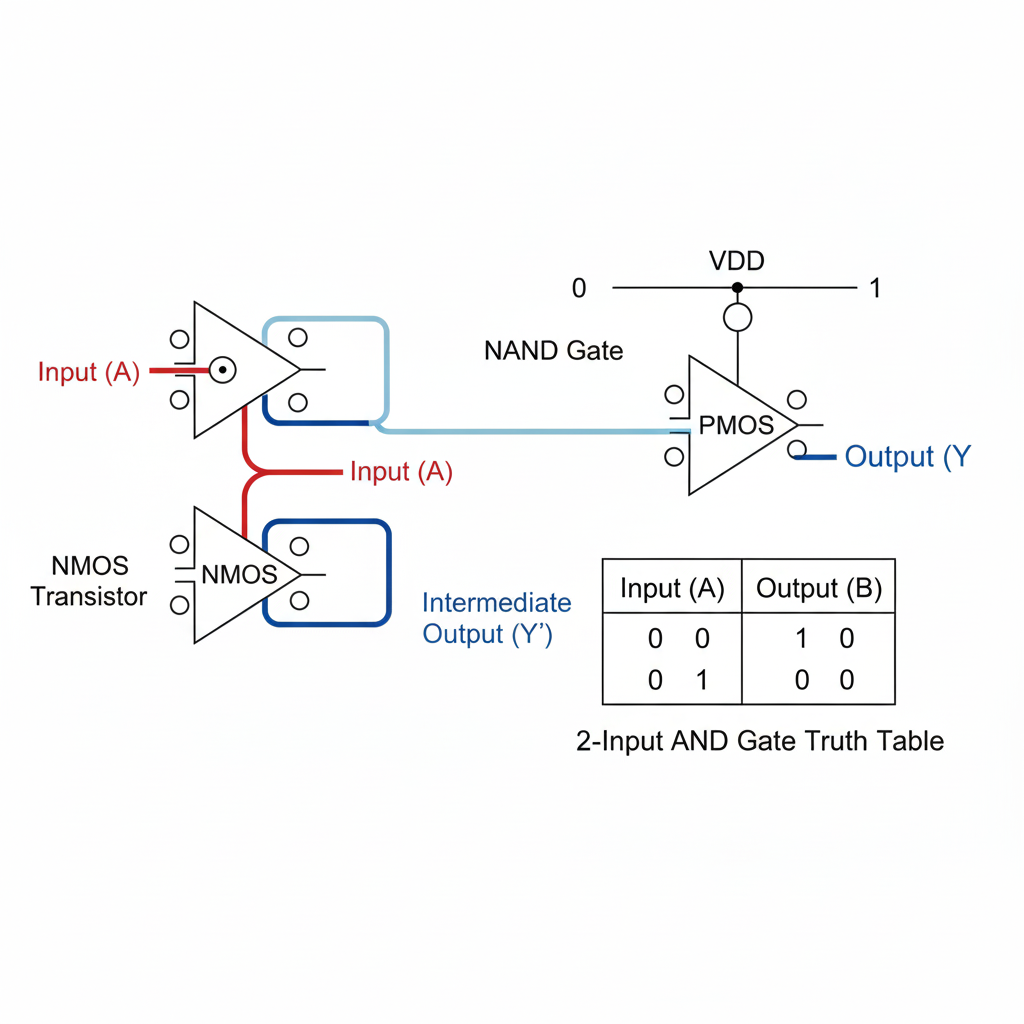 VDD
0 1
NAND Gate
Input (A)
PMOS
Output (Y
Input (A)
NMOS
Transistor
NMOS
Intermediate
Output (Y’)
Input (A) Output (B)
0 0 1 0
0 1 0 0
2-Input AND Gate Truth Table